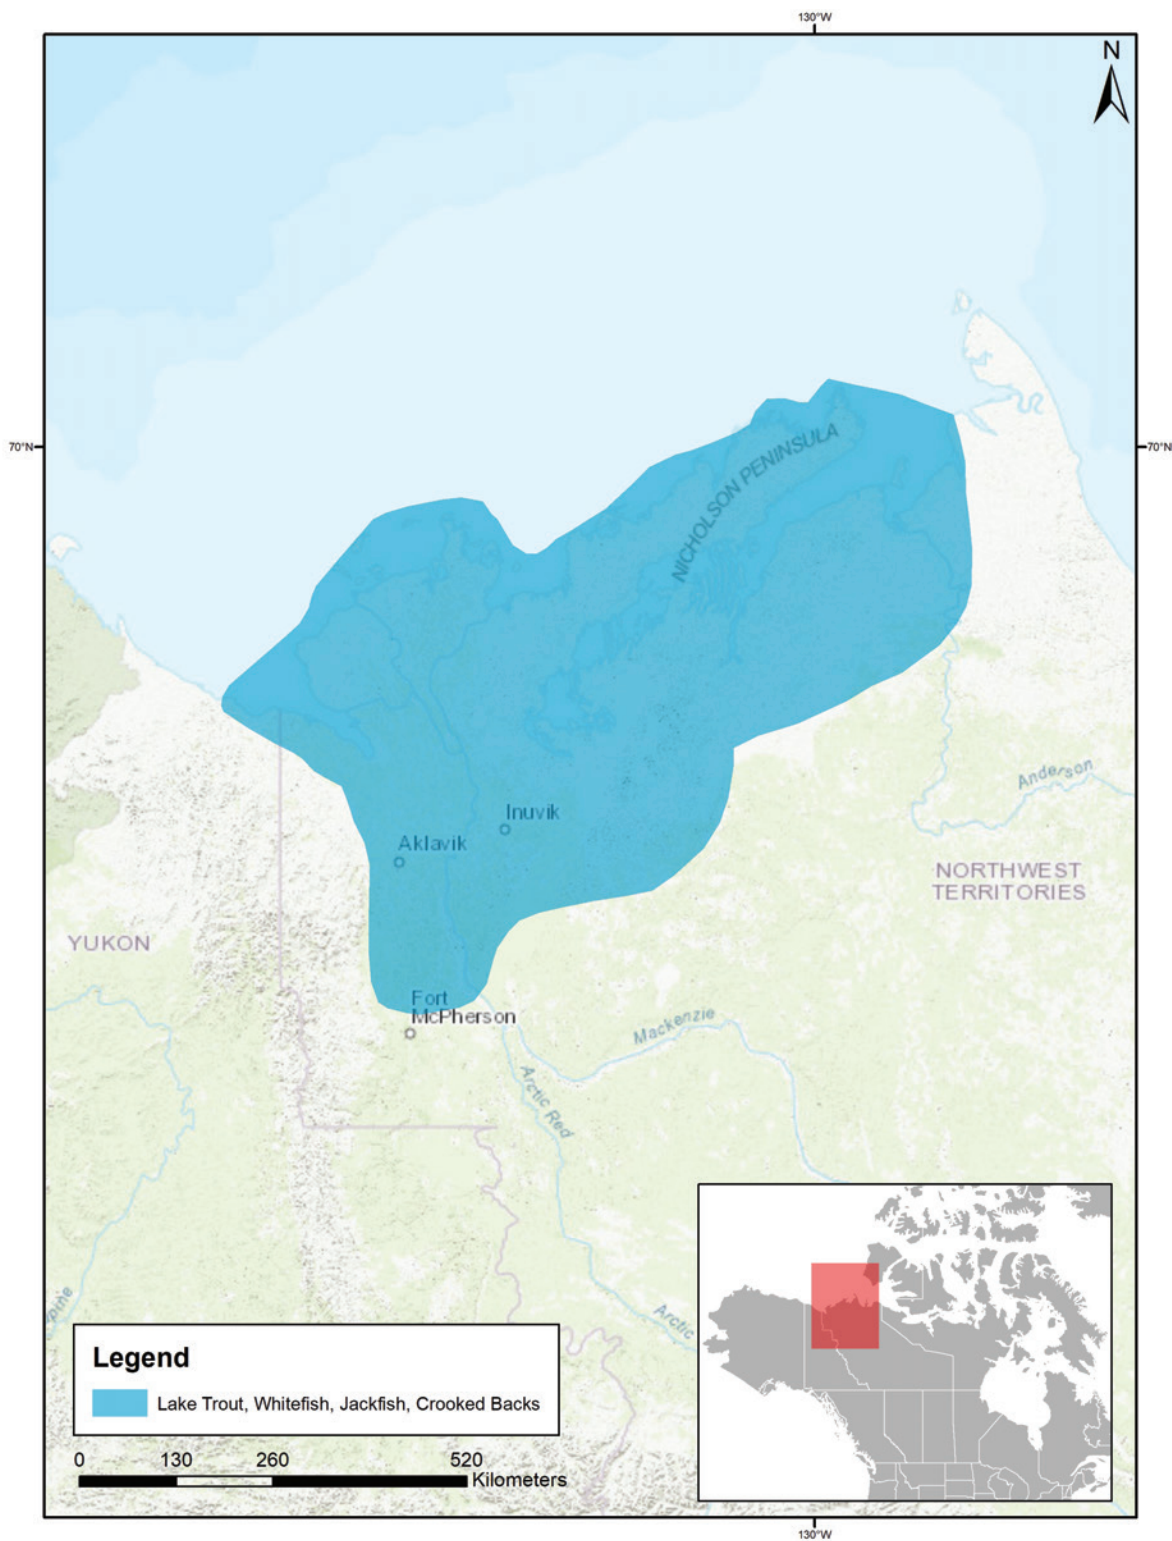 130°W
N
70°N
70°N
NICHOLSON PENINSULA
Anderson
Inuvik
Aklavik
NORTHWEST
TERRITORIES
YUKON
Fort
McPherson
Mackenzie
Arctic Red
Arctic
Legend
Lake Trout, Whitefish, Jackfish, Crooked Backs
0 130 260 520
Kilometers
130°W